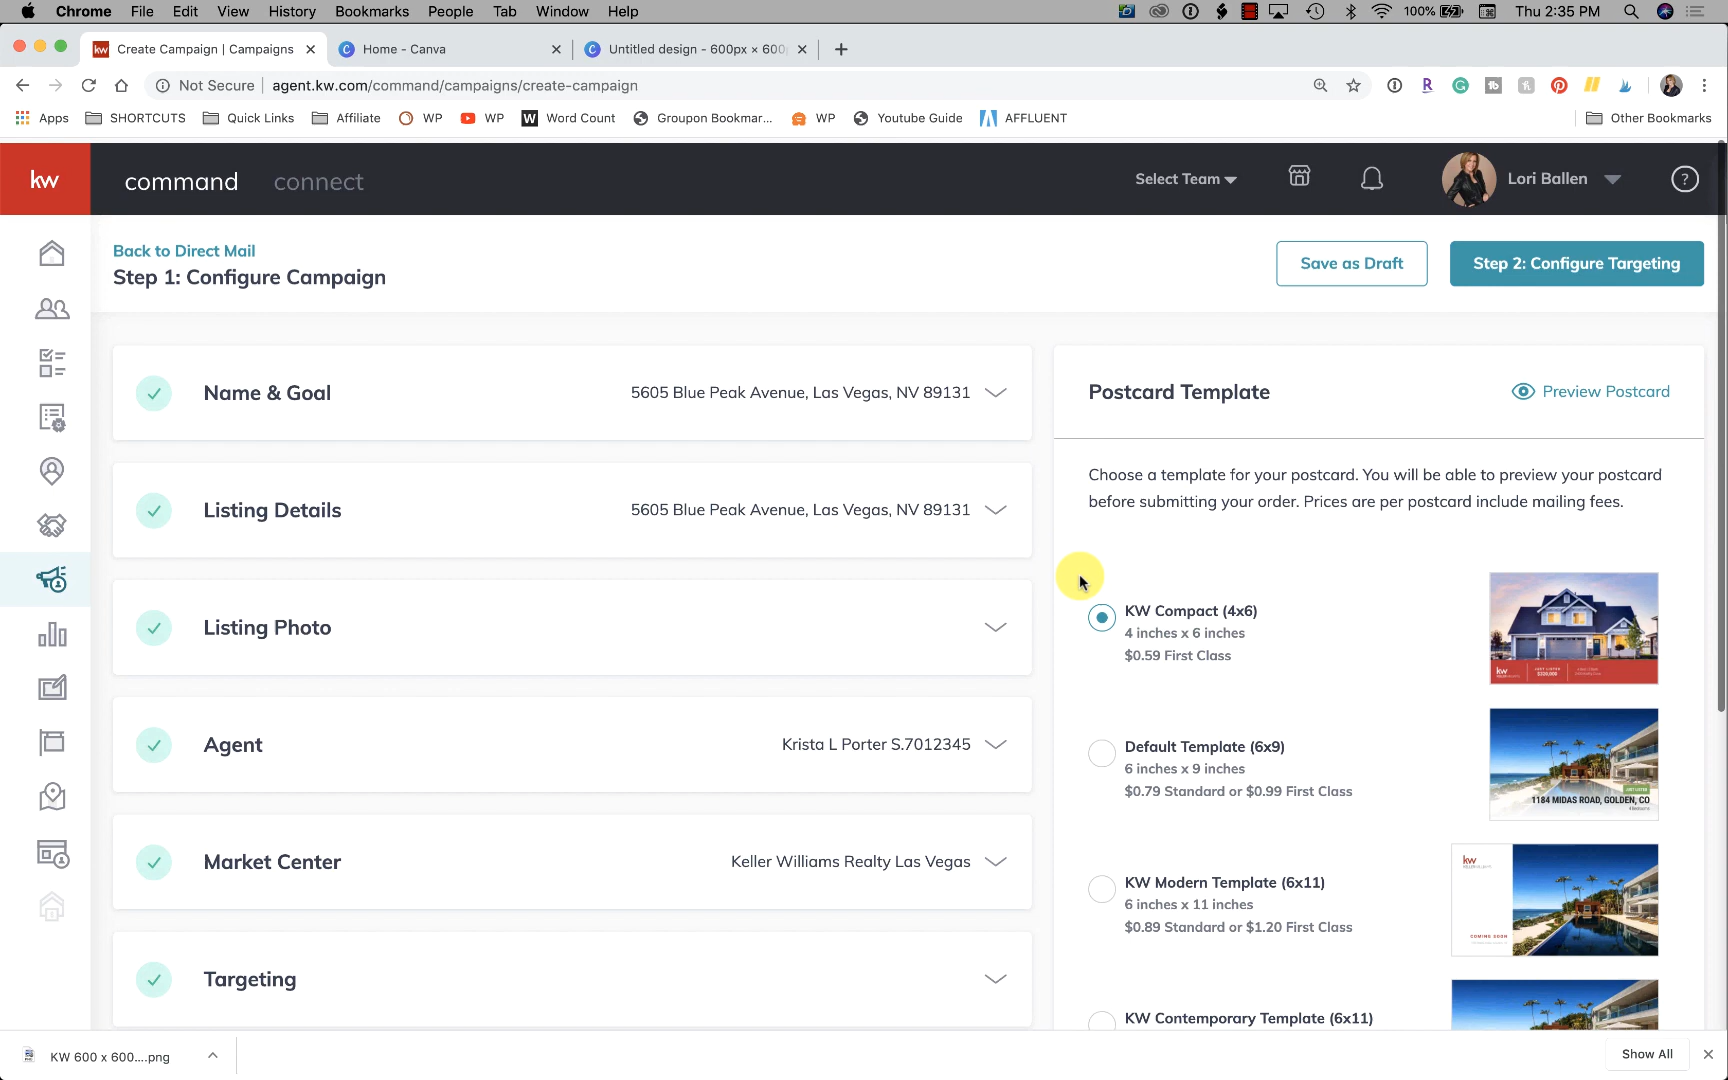 Chrome File Edit View History Bookmarks People Tab Window Help 100% Thu 2:35 PM
Create Campaign | Campaigns Home - Canva Untitled design - 600px × 600
Not Secure agent.kw.com/command/campaigns/create-campaign
Apps SHORTCUTS Quick Links Affiliate WP WP Word Count Groupon Bookmar... WP Youtube Guide AFFLUENT Other Bookmarks
kw command connect Select Team Lori Ballen ?
Back to Direct Mail
Step 1: Configure Campaign
Save as Draft Step 2: Configure Targeting
Name & Goal 5605 Blue Peak Avenue, Las Vegas, NV 89131
Listing Details 5605 Blue Peak Avenue, Las Vegas, NV 89131
Listing Photo
Agent Krista L Porter S.7012345
Market Center Keller Williams Realty Las Vegas
Targeting
Postcard Template Preview Postcard
Choose a template for your postcard. You will be able to preview your postcard
before submitting your order. Prices are per postcard include mailing fees.
KW Compact (4x6)
4 inches x 6 inches
$0.59 First Class
kw JUST LISTED
$320,000
Default Template (6x9)
6 inches x 9 inches
$0.79 Standard or $0.99 First Class
JUST LISTED
1184 MIDAS ROAD, GOLDEN, CO
4 Bedrooms
KW Modern Template (6x11)
6 inches x 11 inches
$0.89 Standard or $1.20 First Class
kw
COMING SOON
KW Contemporary Template (6x11)
KW 600 x 600....png Show All